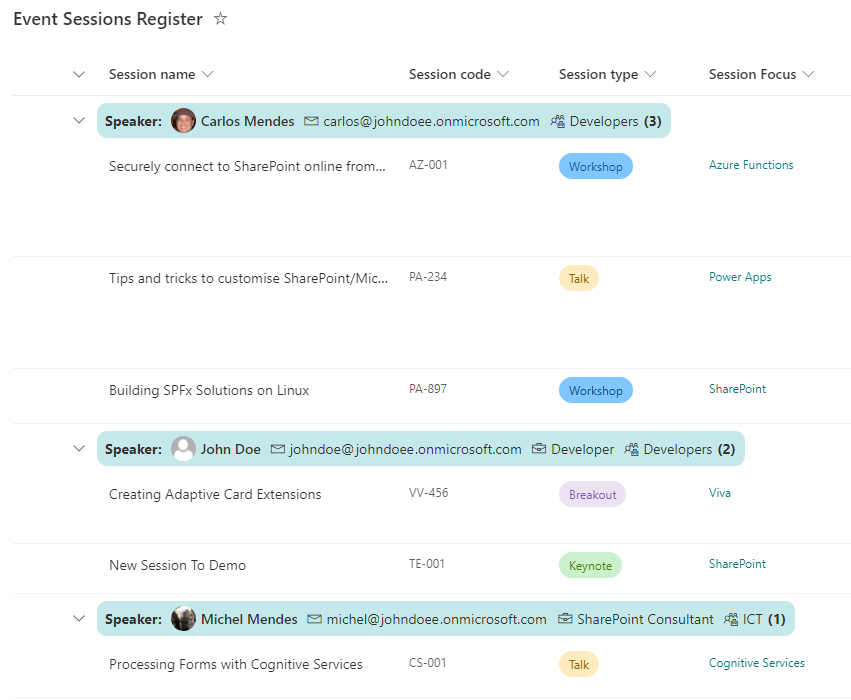 Event Sessions Register
Session name Session code Session type Session Focus
Speaker: Carlos Mendes carlos@johndoee.onmicrosoft.com Developers (3)
Securely connect to SharePoint online from... AZ-001 Workshop Azure Functions
Tips and tricks to customise SharePoint/Mic... PA-234 Talk Power Apps
Building SPFx Solutions on Linux PA-897 Workshop SharePoint
Speaker: John Doe johndoe@johndoee.onmicrosoft.com Developer Developers (2)
Creating Adaptive Card Extensions VV-456 Breakout Viva
New Session To Demo TE-001 Keynote SharePoint
Speaker: Michel Mendes michel@johndoee.onmicrosoft.com SharePoint Consultant ICT (1)
Processing Forms with Cognitive Services CS-001 Talk Cognitive Services